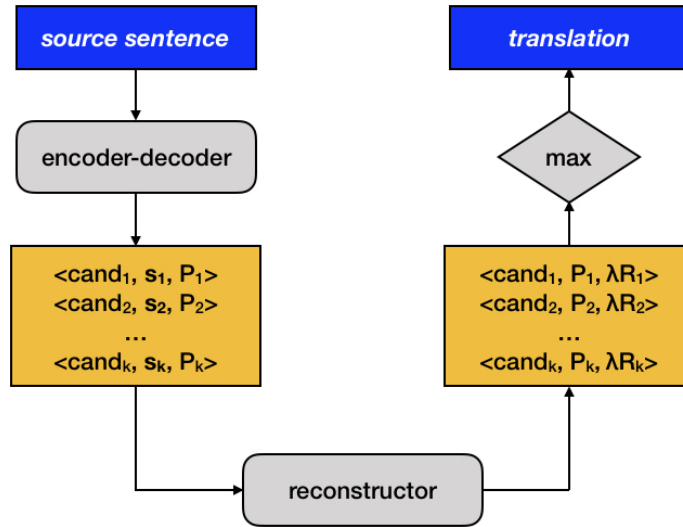 source sentence
encoder-decoder
<cand₁, s₁, P₁>
<cand₂, s₂, P₂>
...
<candₖ, sₖ, Pₖ>
reconstructor
<cand₁, P₁, λR₁>
<cand₂, P₂, λR₂>
...
<candₖ, Pₖ, λRₖ>
max
translation